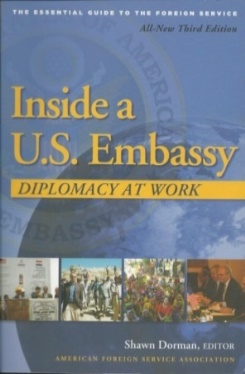 THE ESSENTIAL GUIDE TO THE FOREIGN SERVICE
All-New Third Edition
Inside a
U.S. Embassy
DIPLOMACY AT WORK
Shawn Dorman, EDITOR
AMERICAN FOREIGN SERVICE ASSOCIATION